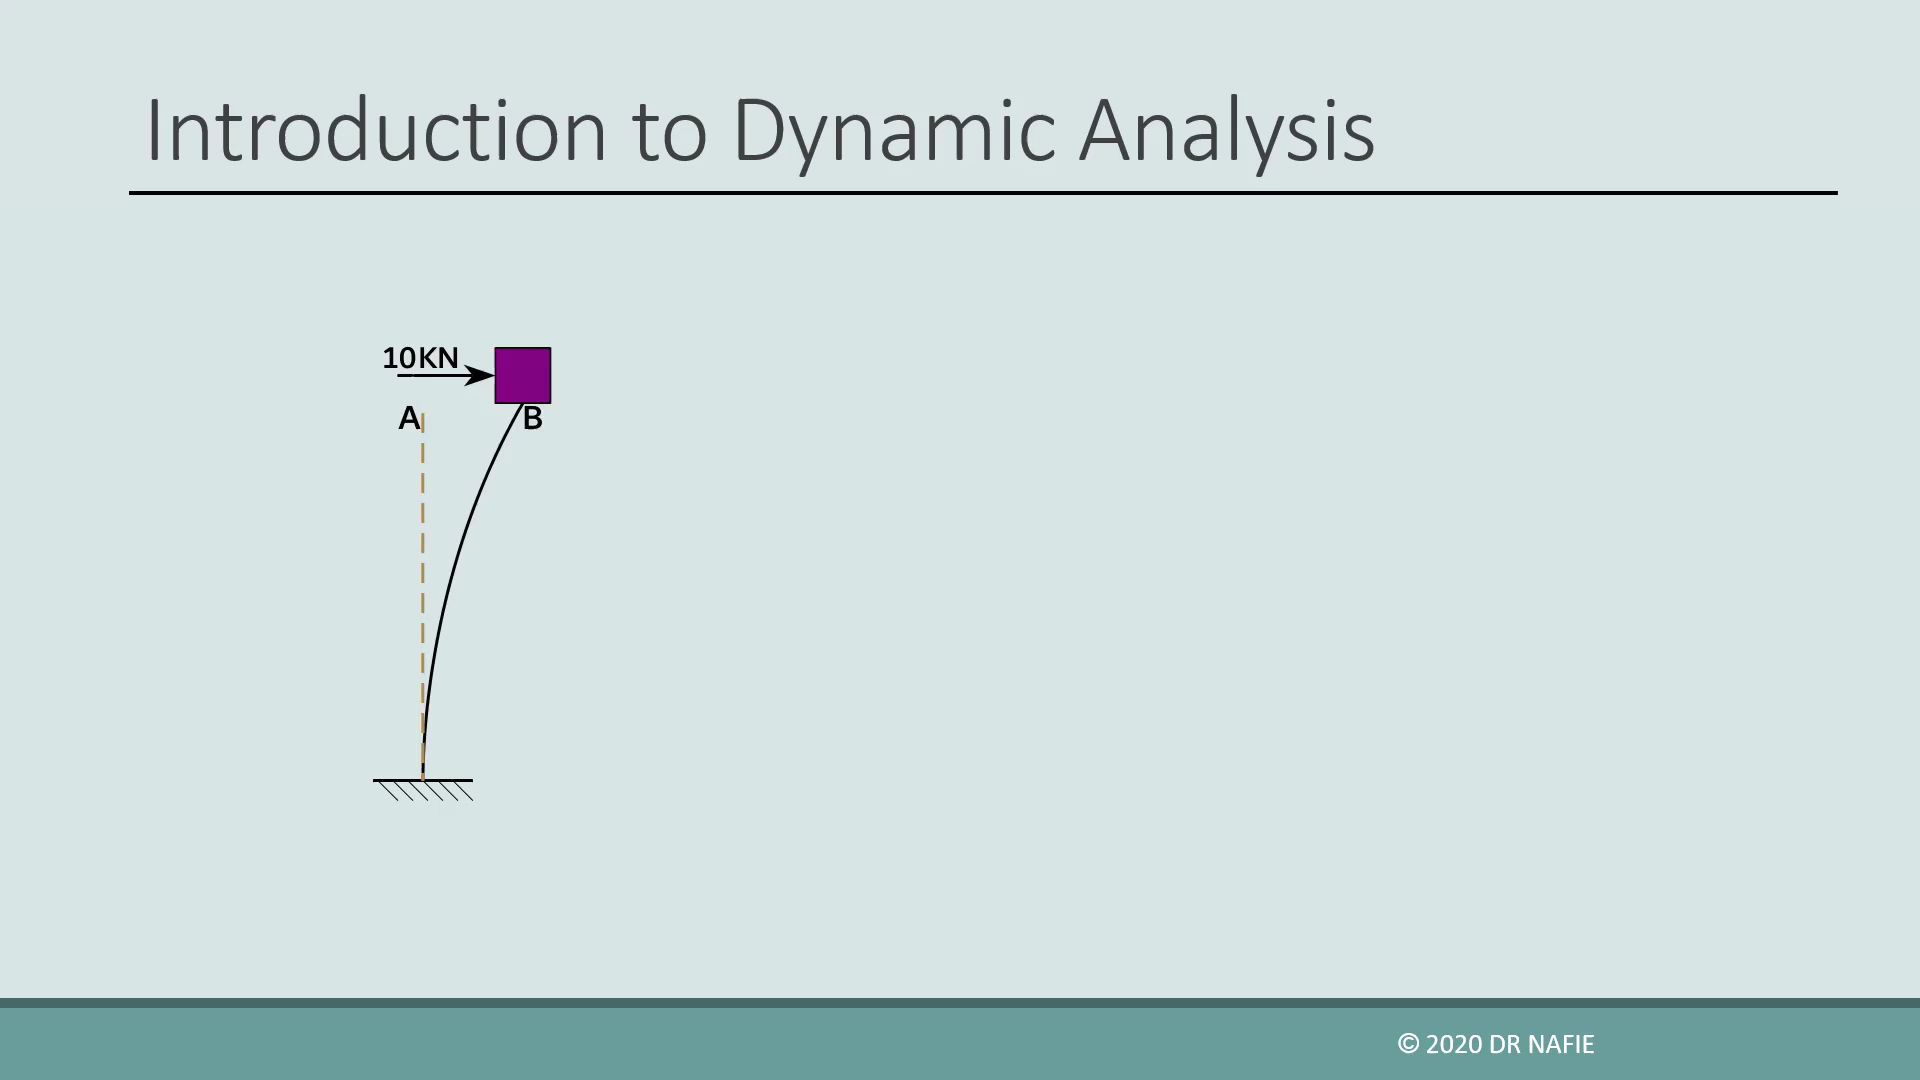 Introduction to Dynamic Analysis
10KN
A
B
© 2020 DR NAFIE